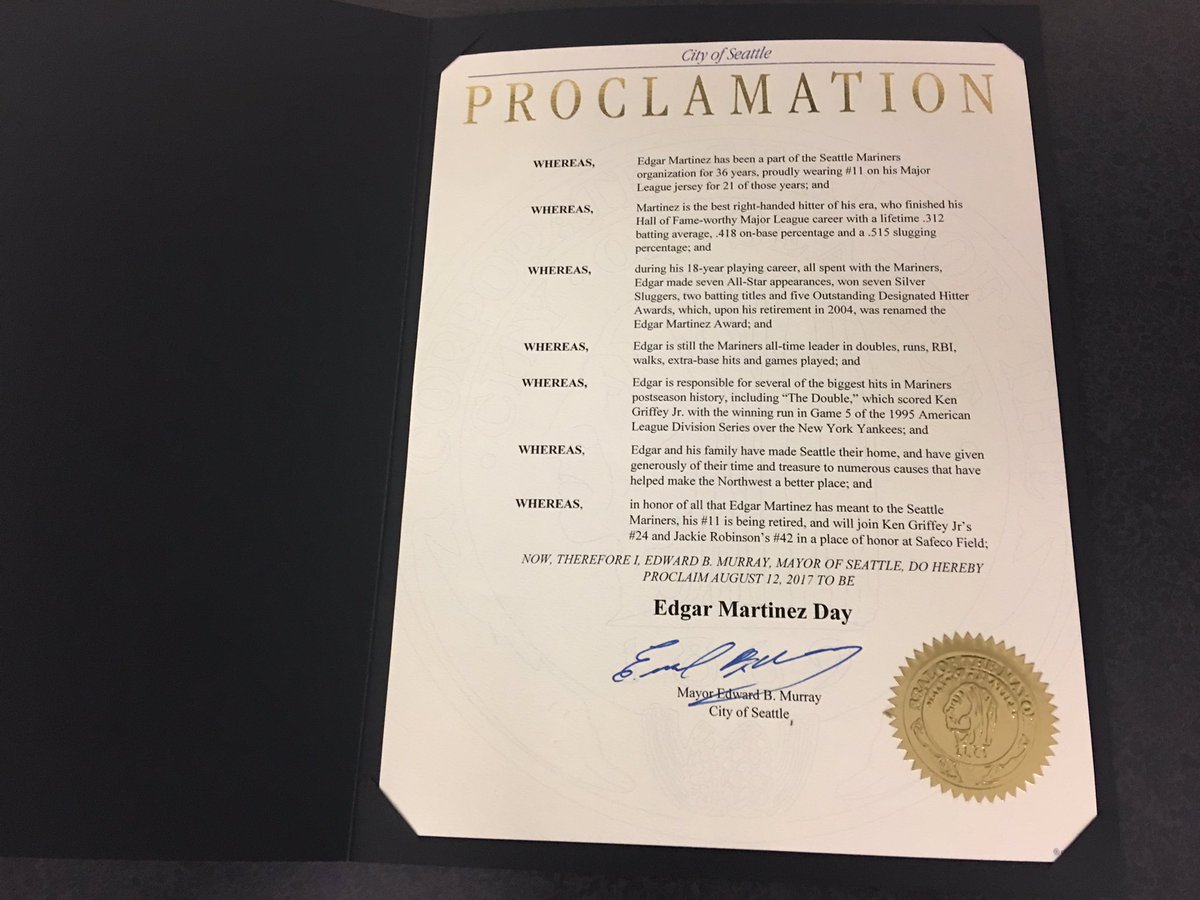 City of Seattle
PROCLAMATION
WHEREAS, Edgar Martinez has been a part of the Seattle Mariners
organization for 36 years, proudly wearing #11 on his Major
League jersey for 21 of those years; and
WHEREAS, Martinez is the best right-handed hitter of his era, who finished his
Hall of Fame-worthy Major League career with a lifetime .312
batting average, .418 on-base percentage and a .515 slugging
percentage; and
WHEREAS, during his 18-year playing career, all spent with the Mariners,
Edgar made seven All-Star appearances, won seven Silver
Sluggers, two batting titles and five Outstanding Designated Hitter
Awards, which, upon his retirement in 2004, was renamed the
Edgar Martinez Award; and
WHEREAS, Edgar is still the Mariners all-time leader in doubles, runs, RBI,
walks, extra-base hits and games played; and
WHEREAS, Edgar is responsible for several of the biggest hits in Mariners
postseason history, including “The Double,” which scored Ken
Griffey Jr. with the winning run in Game 5 of the 1995 American
League Division Series over the New York Yankees; and
WHEREAS, Edgar and his family have made Seattle their home, and have given
generously of their time and treasure to numerous causes that have
helped make the Northwest a better place; and
WHEREAS, in honor of all that Edgar Martinez has meant to the Seattle
Mariners, his #11 is being retired, and will join Ken Griffey Jr’s
#24 and Jackie Robinson’s #42 in a place of honor at Safeco Field;
NOW, THEREFORE I, EDWARD B. MURRAY, MAYOR OF SEATTLE, DO HEREBY
PROCLAIM AUGUST 12, 2017 TO BE
Edgar Martinez Day
Mayor Edward B. Murray
City of Seattle
SEAL OF THE MAYOR